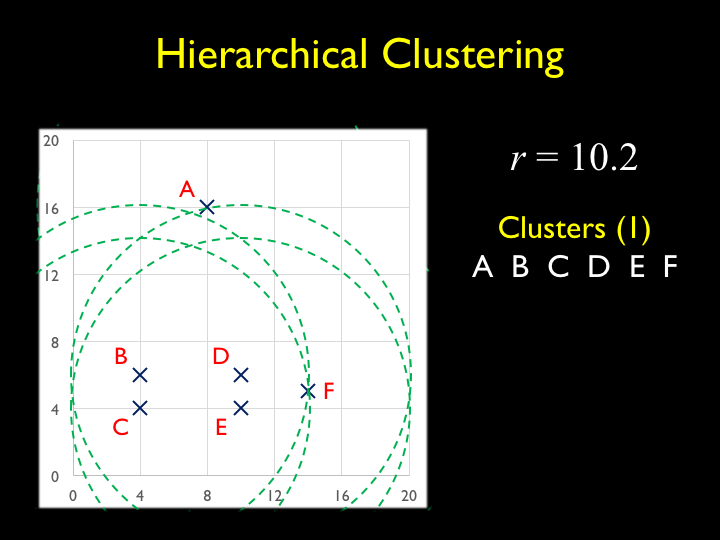 Hierarchical Clustering
r = 10.2
Clusters (1)
A B C D E F
20
16
12
8
4
0
0 4 8 12 16 20
A
B
D
F
C
E